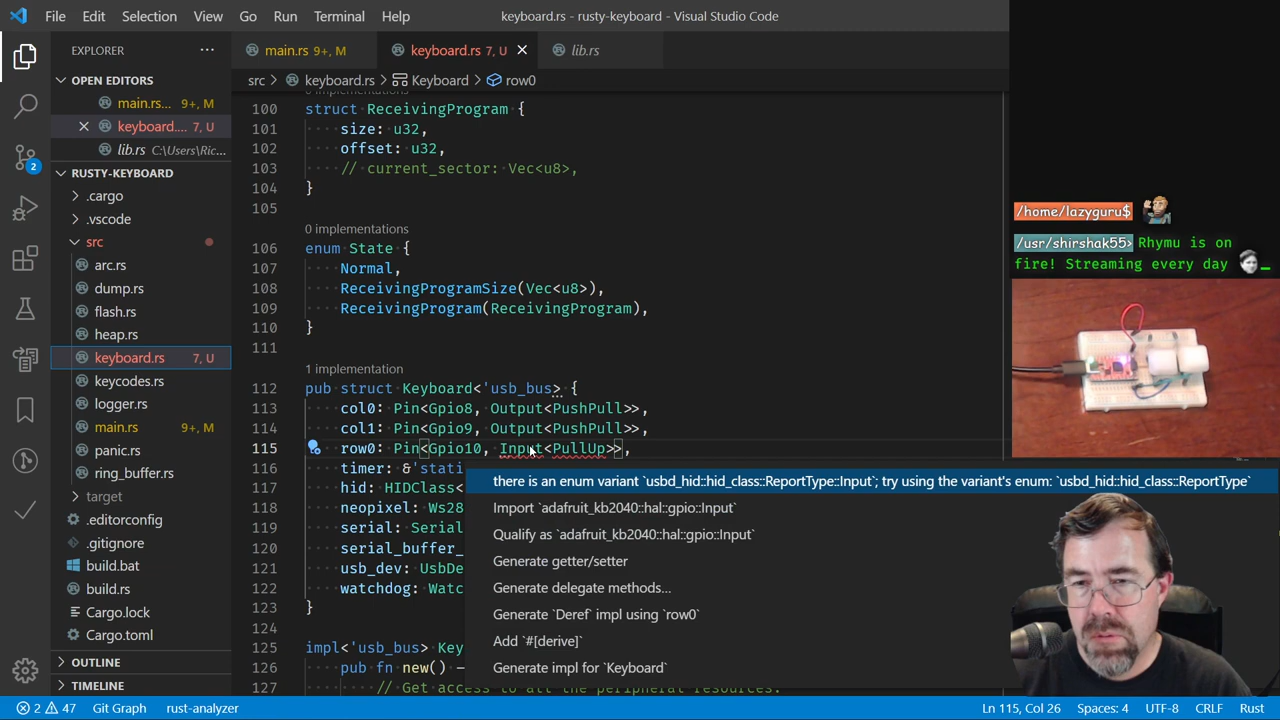 File Edit Selection View Go Run Terminal Help
keyboard.rs - rusty-keyboard - Visual Studio Code
EXPLORER
OPEN EDITORS
main.rs... 9+, M
keyboard.... 7, U
lib.rs C:\Users\Ric...
RUSTY-KEYBOARD
.cargo
.vscode
src
arc.rs
dump.rs
flash.rs
heap.rs
keyboard.rs 7, U
keycodes.rs
logger.rs
main.rs 9+, M
panic.rs
ring_buffer.rs
target
.editorconfig
.gitignore
build.bat
build.rs
Cargo.lock
Cargo.toml
OUTLINE
TIMELINE
2
main.rs 9+, M
keyboard.rs 7, U
lib.rs
src > keyboard.rs > Keyboard > row0
0 implementations
100 struct ReceivingProgram {
101 size: u32,
102 offset: u32,
103 // current_sector: Vec<u8>,
104 }
105
0 implementations
106 enum State {
107 Normal,
108 ReceivingProgramSize(Vec<u8>),
109 ReceivingProgram(ReceivingProgram),
110 }
111
1 implementation
112 pub struct Keyboard<'usb_bus> {
113 col0: Pin<Gpio8, Output<PushPull>>,
114 col1: Pin<Gpio9, Output<PushPull>>,
115 row0: Pin<Gpio10, Input<PullUp>>,
116 timer: &'stati
117 hid: HIDClass<
118 neopixel: Ws28
119 serial: Serial
120 serial_buffer_
121 usb_dev: UsbDe
122 watchdog: Watc
123 }
124
125 impl<'usb_bus> Key
126 pub fn new() –
127 // Get access to all the peripheral resources.
there is an enum variant `usbd_hid::hid_class::ReportType::Input`; try using the variant's enum: `usbd_hid::hid_class::ReportType`
Import `adafruit_kb2040::hal::gpio::Input`
Qualify as `adafruit_kb2040::hal::gpio::Input`
Generate getter/setter
Generate delegate methods...
Generate `Deref` impl using `row0`
Add `#[derive]`
Generate impl for `Keyboard`
/home/lazyguru$
/usr/shirshak55> Rhymu is on
fire! Streaming every day
2 47 Git Graph rust-analyzer
Ln 115, Col 26 Spaces: 4 UTF-8 CRLF Rust